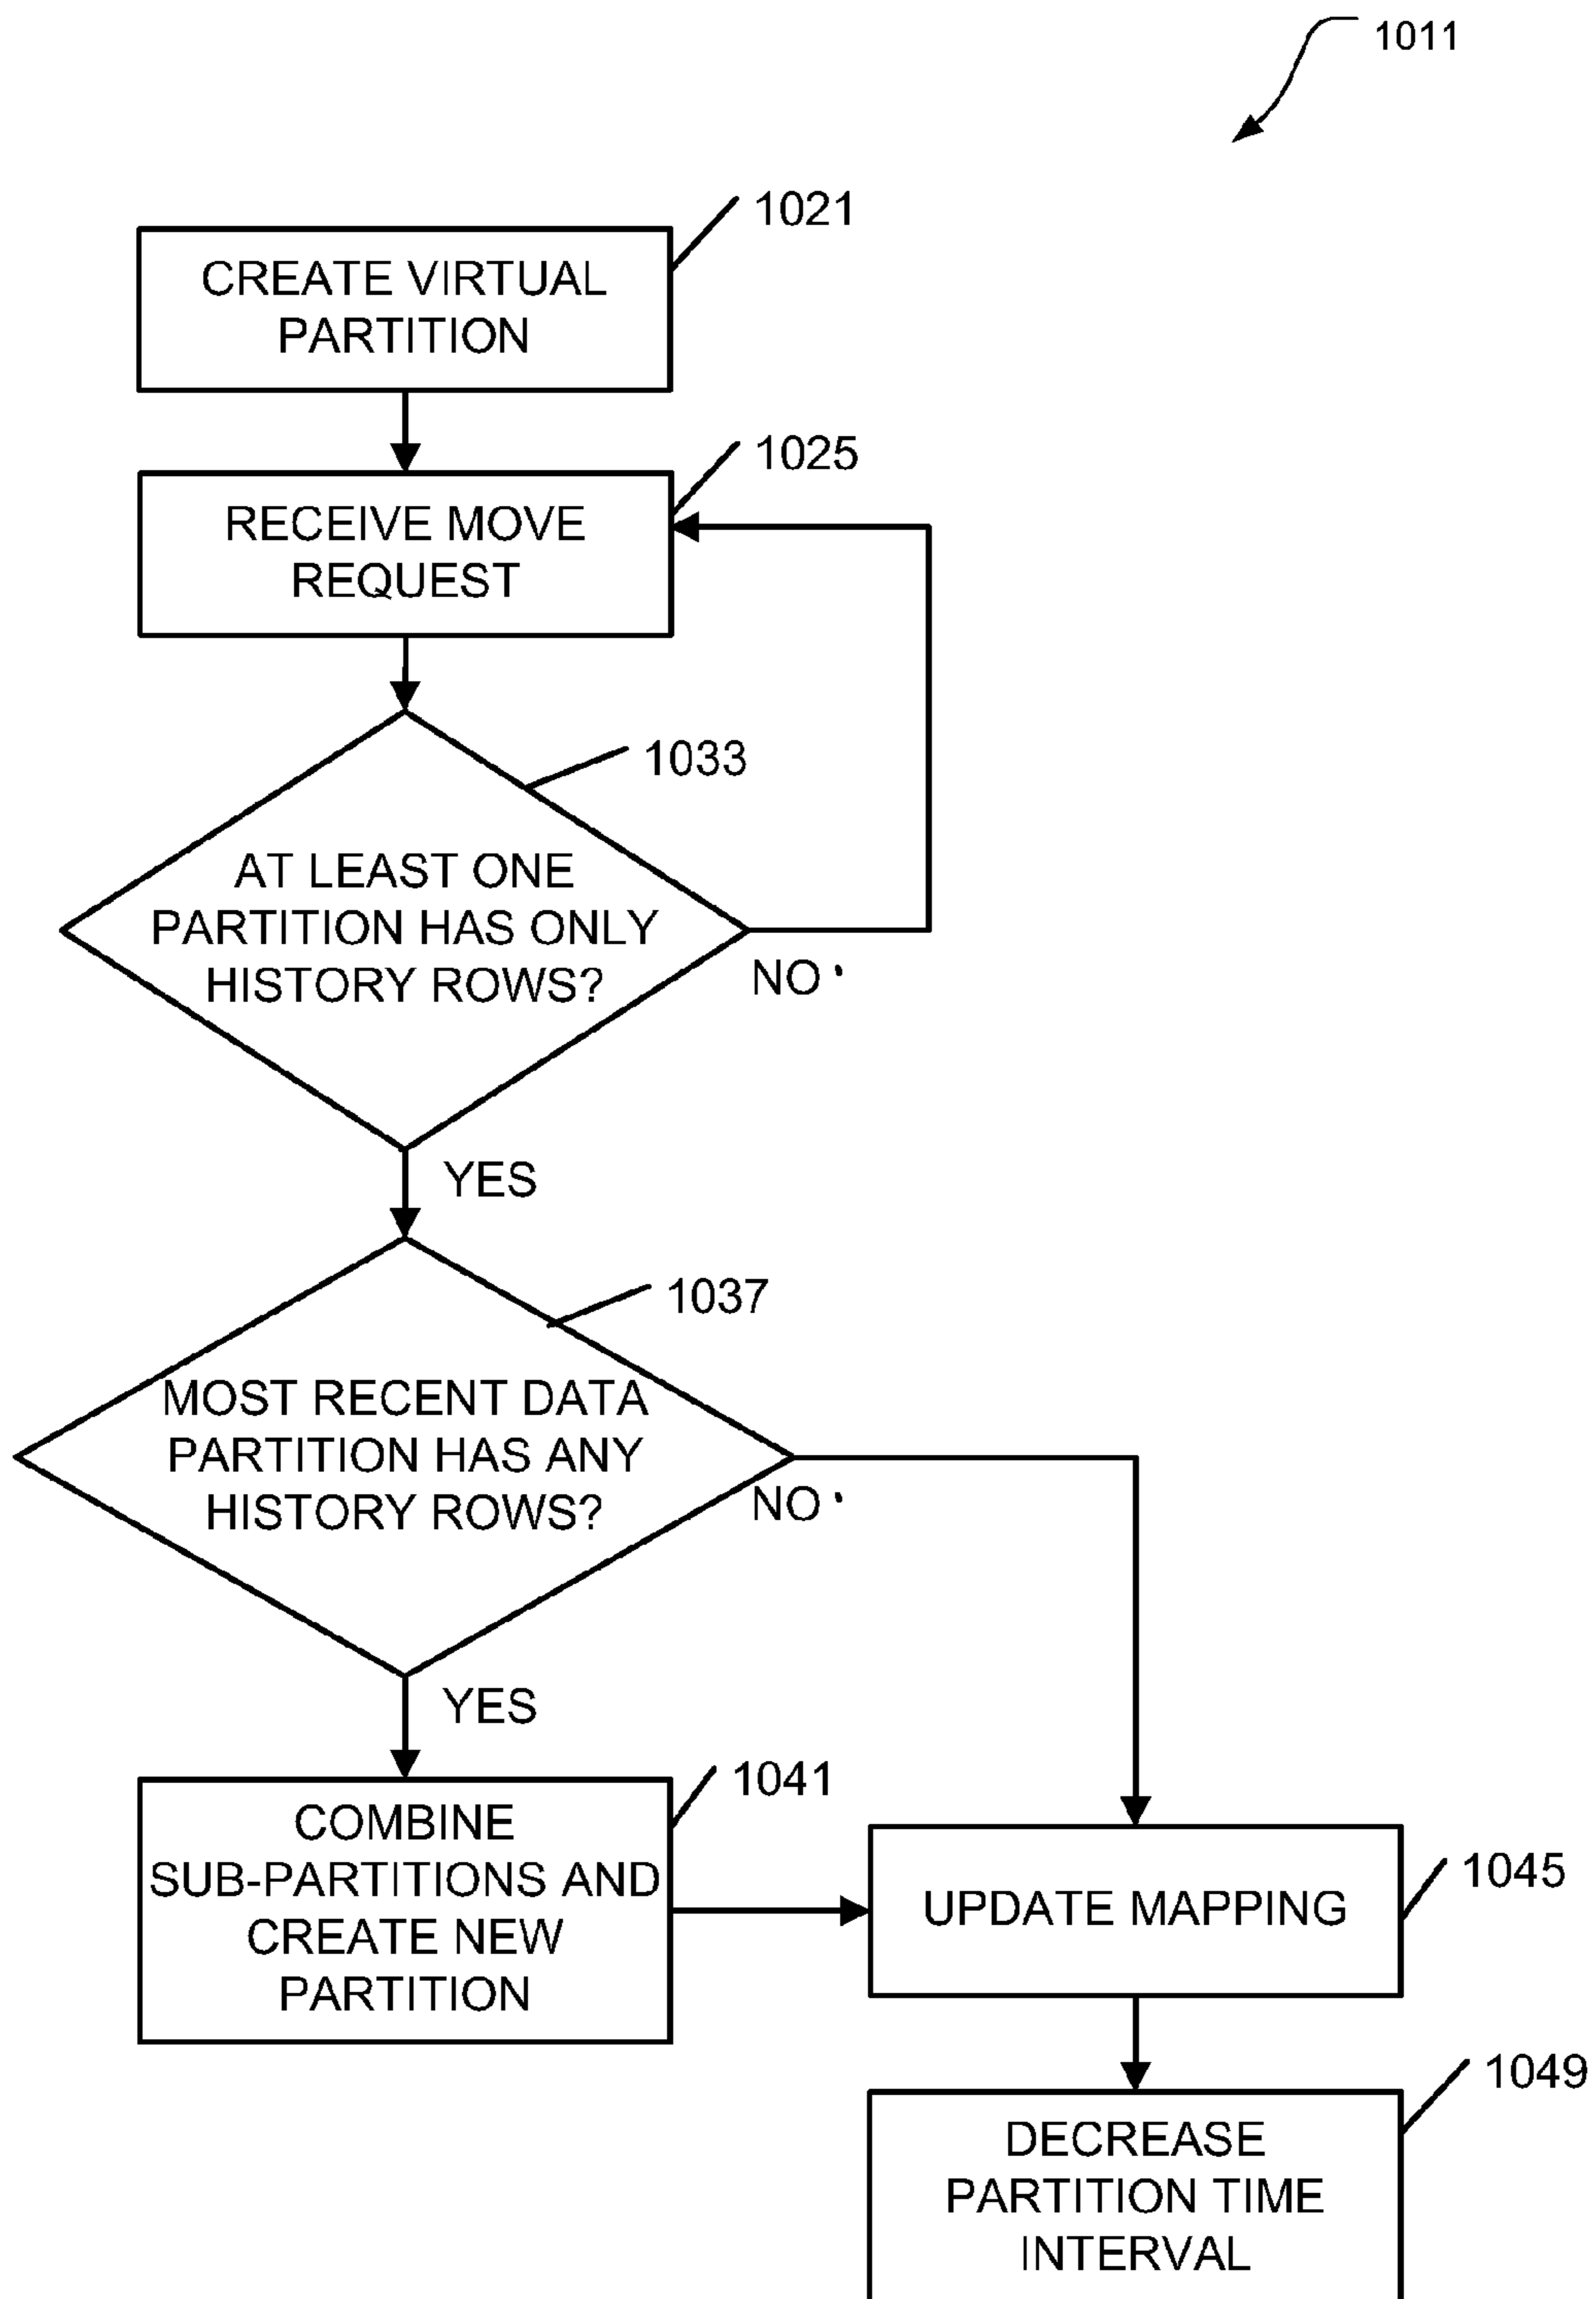 1011
1021
CREATE VIRTUAL
PARTITION
1025
RECEIVE MOVE
REQUEST
1033
AT LEAST ONE
PARTITION HAS ONLY
HISTORY ROWS?
NO
YES
1037
MOST RECENT DATA
PARTITION HAS ANY
HISTORY ROWS?
NO
YES
1041
COMBINE
SUB-PARTITIONS AND
CREATE NEW
PARTITION
1045
UPDATE MAPPING
1049
DECREASE
PARTITION TIME
INTERVAL